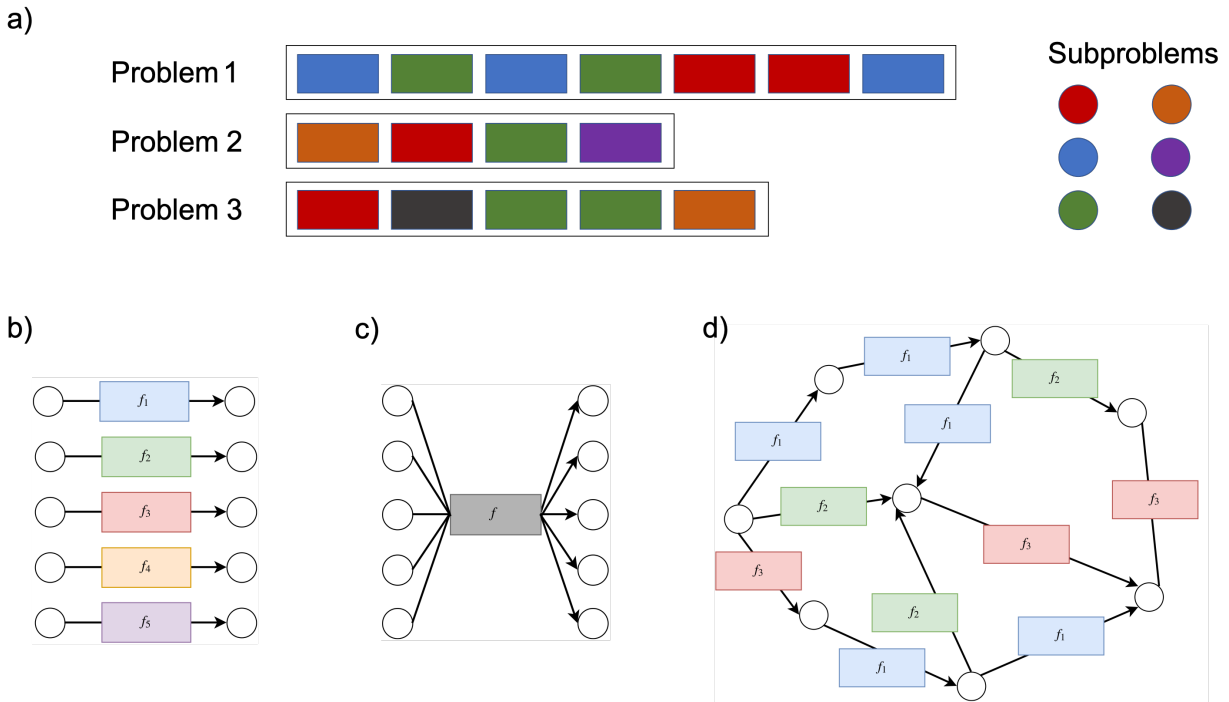 a)
Problem 1
Problem 2
Problem 3
Subproblems
b)
f1
f2
f3
f4
f5
c)
f
d)
f1
f2
f1
f1
f3
f2
f3
f3
f2
f1
f1